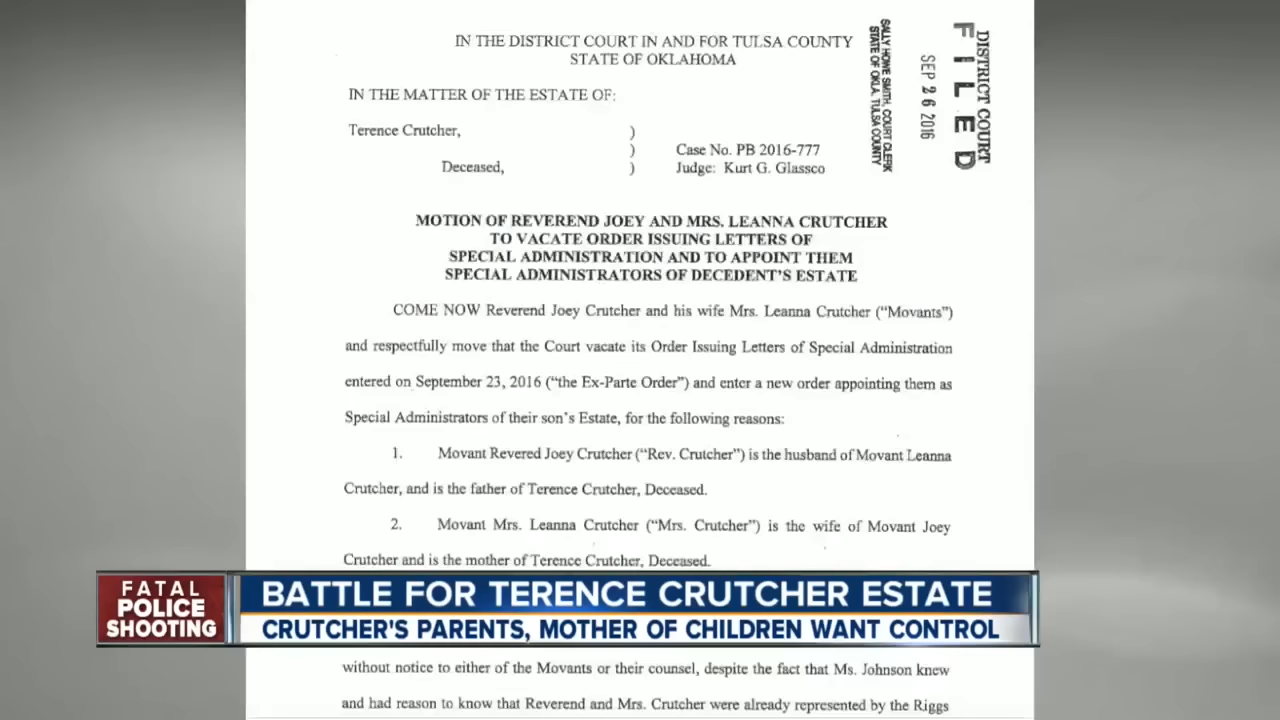 IN THE DISTRICT COURT IN AND FOR TULSA COUNTY
STATE OF OKLAHOMA
SALLY HOWE SMITH, COURT CLERK
STATE OF OKLA. TULSA COUNTY
SEP 26 2016
FILED
DISTRICT COURT
IN THE MATTER OF THE ESTATE OF:
Terence Crutcher, )
) Case No. PB 2016-777
Deceased, ) Judge: Kurt G. Glassco
MOTION OF REVEREND JOEY AND MRS. LEANNA CRUTCHER
TO VACATE ORDER ISSUING LETTERS OF
SPECIAL ADMINISTRATION AND TO APPOINT THEM
SPECIAL ADMINISTRATORS OF DECEDENT'S ESTATE
COME NOW Reverend Joey Crutcher and his wife Mrs. Leanna Crutcher ("Movants")
and respectfully move that the Court vacate its Order Issuing Letters of Special Administration
entered on September 23, 2016 ("the Ex-Parte Order") and enter a new order appointing them as
Special Administrators of their son's Estate, for the following reasons:
1. Movant Revered Joey Crutcher ("Rev. Crutcher") is the husband of Movant Leanna
Crutcher, and is the father of Terence Crutcher, Deceased.
2. Movant Mrs. Leanna Crutcher ("Mrs. Crutcher") is the wife of Movant Joey
Crutcher and is the mother of Terence Crutcher, Deceased.
FATAL
POLICE
SHOOTING
BATTLE FOR TERENCE CRUTCHER ESTATE
CRUTCHER'S PARENTS, MOTHER OF CHILDREN WANT CONTROL
without notice to either of the Movants or their counsel, despite the fact that Ms. Johnson knew
and had reason to know that Reverend and Mrs. Crutcher were already represented by the Riggs